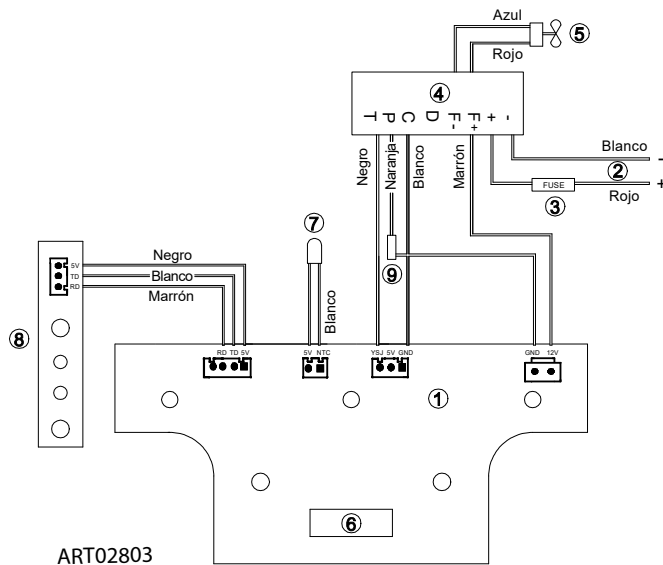 Azul
⑤
Rojo
④
T P C D F- F+ + -
Negro
Naranja
Blanco
Marrón
Blanco -
②
FUSE
Rojo +
③
⑦
⑨
5V
TD
RD
Negro
Blanco
Marrón
⑧
Blanco
RD TD 5V
5V NTC
YSJ 5V GND
GND 12V
①
⑥
ART02803